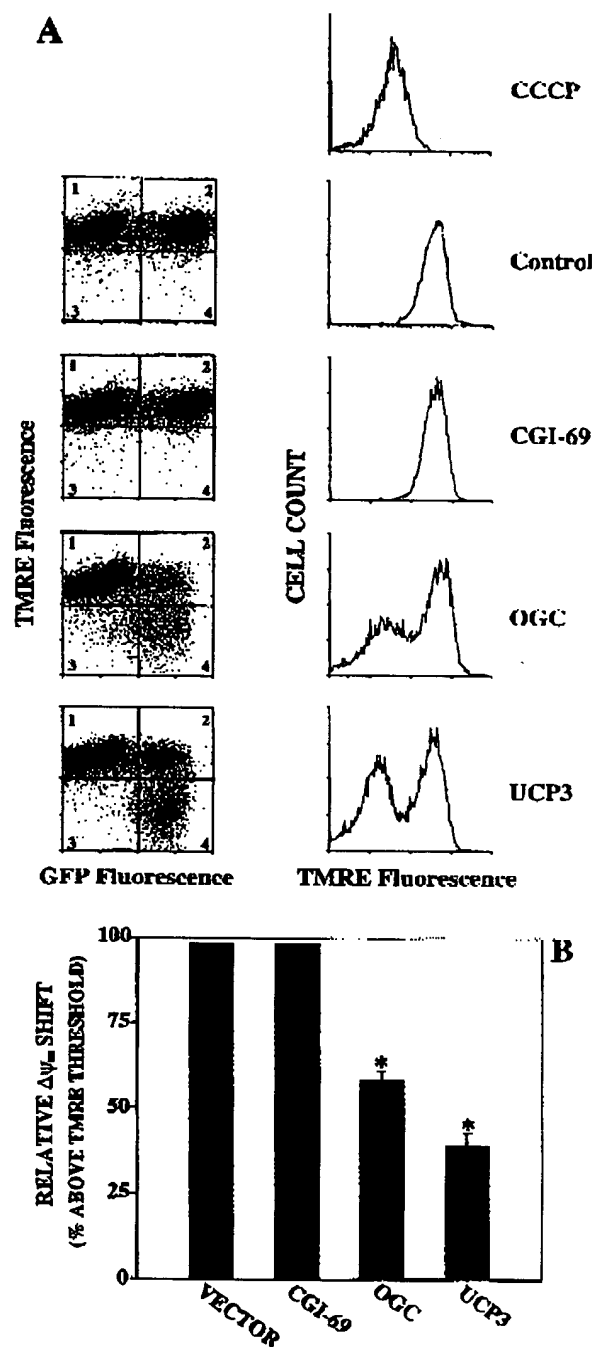 A
CCCP
1 2
3 4
Control
1 2
3 4
CGI-69
1 2
3 4
OGC
1 2
3 4
UCP3
TMRE Fluorescence
CELL COUNT
GFP Fluorescence
TMRE Fluorescence
B
RELATIVE Δψm SHIFT
(% ABOVE TMRE THRESHOLD)
100
75
50
25
0
*
*
VECTOR
CGI-69
OGC
UCP3